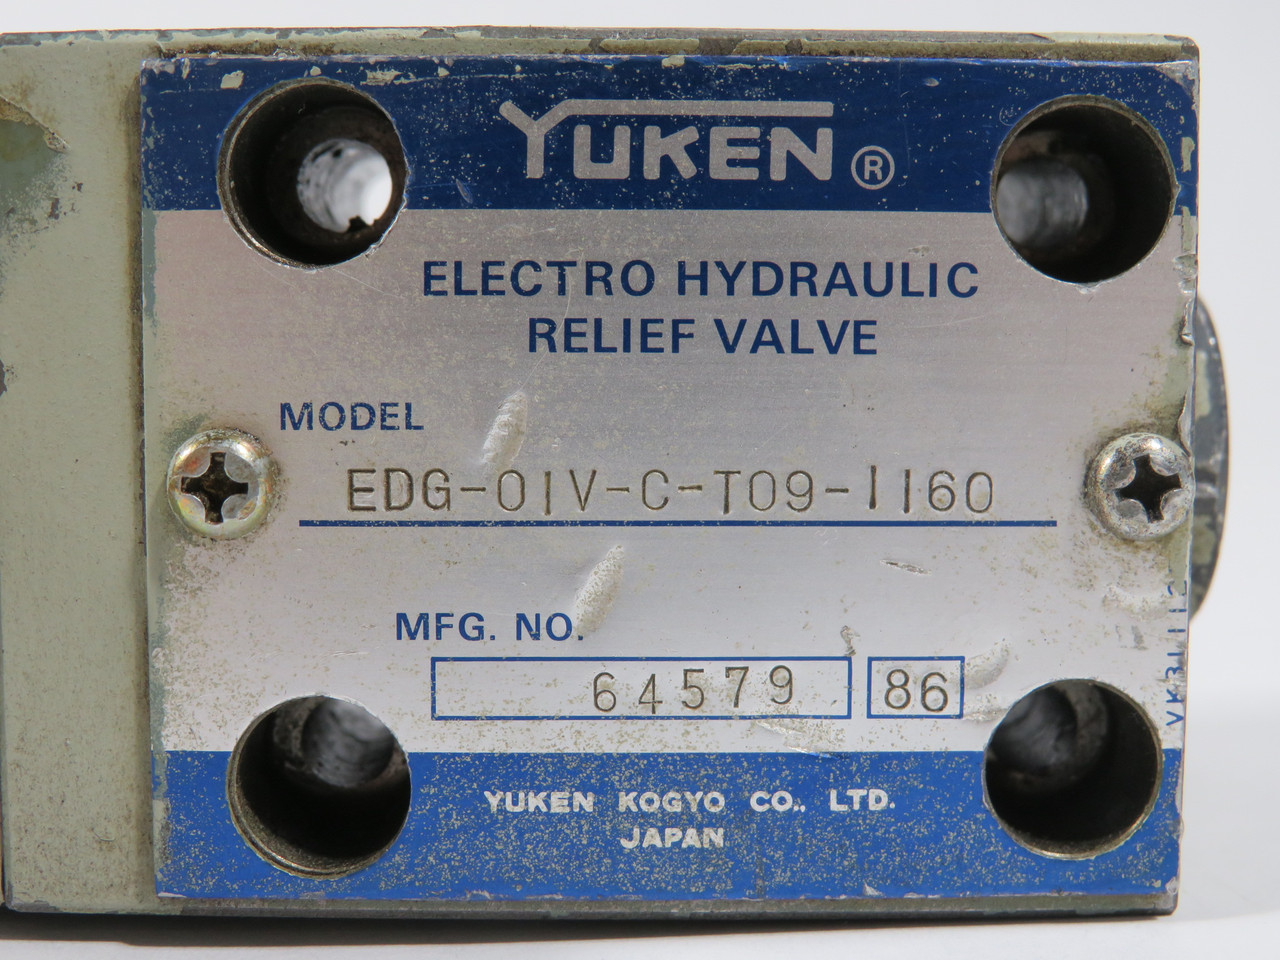 YUKEN®
ELECTRO HYDRAULIC
RELIEF VALVE
MODEL
EDG-01V-C-T09-1160
MFG. NO.
64579 86
YUKEN KOGYO CO., LTD.
JAPAN